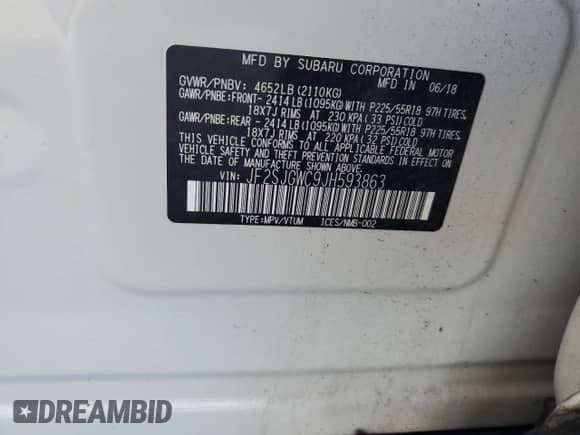 MFD BY SUBARU CORPORATION
MFD IN 06/18
GVWR/PNBV: 4652LB(2110KG)
GAWR/PNBE:FRONT- 2414LB(1095KG)WITH P225/55R18 97H TIRES,
18X7J RIMS AT 230 KPA(33 PSI)COLD
GAWR/PNBE:REAR - 2414LB(1095KG)WITH P225/55R18 97H TIRES,
18X7J RIMS AT 220 KPA(32 PSI)COLD
THIS VEHICLE CONFORMS TO ALL APPLICABLE FEDERAL MOTOR
VEHICLE SAFETY AND THEFT PREVENTION STANDARDS IN EFFECT
ON THE DATE OF MANUFACTURE SHOWN ABOVE.
VIN: JF2SJGWC9JH593863
TYPE:MPV/VTUM ICES/NMB-002
DREAMBID